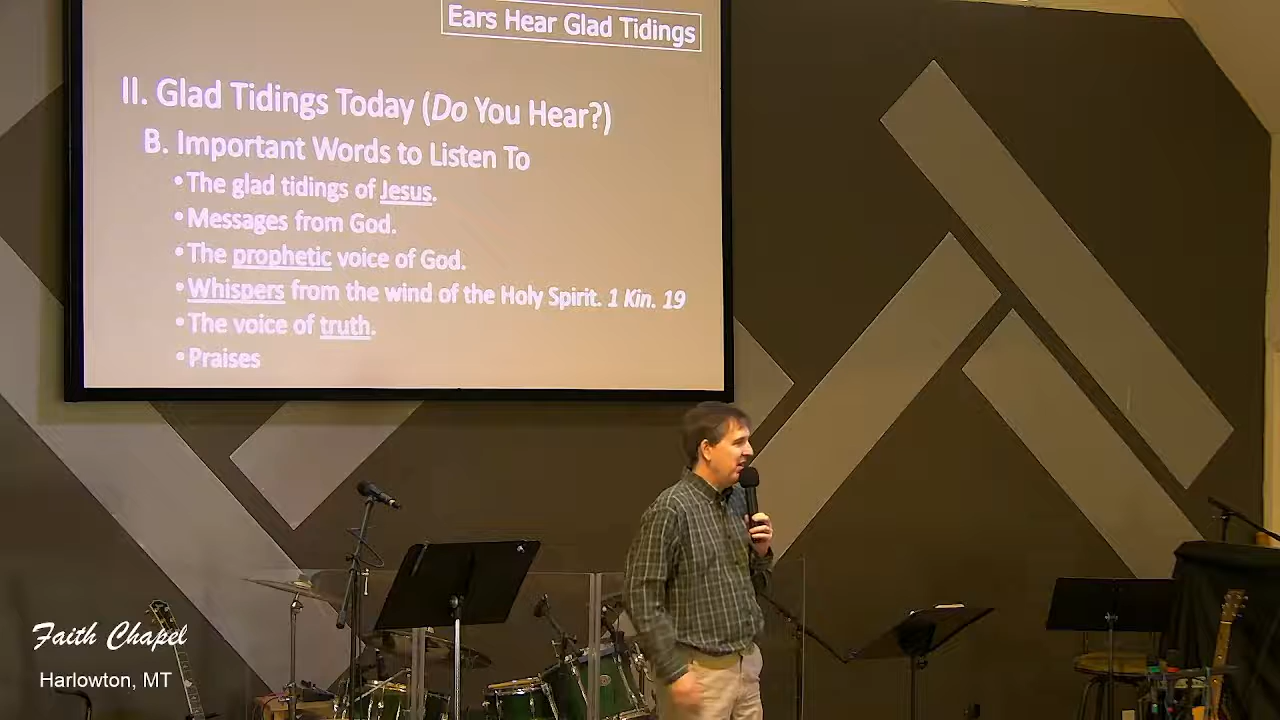 Ears Hear Glad Tidings
II. Glad Tidings Today (Do You Hear?)
B. Important Words to Listen To
•The glad tidings of Jesus.
•Messages from God.
•The prophetic voice of God.
•Whispers from the wind of the Holy Spirit. 1 Kin. 19
•The voice of truth.
•Praises
Faith Chapel
Harlowton, MT